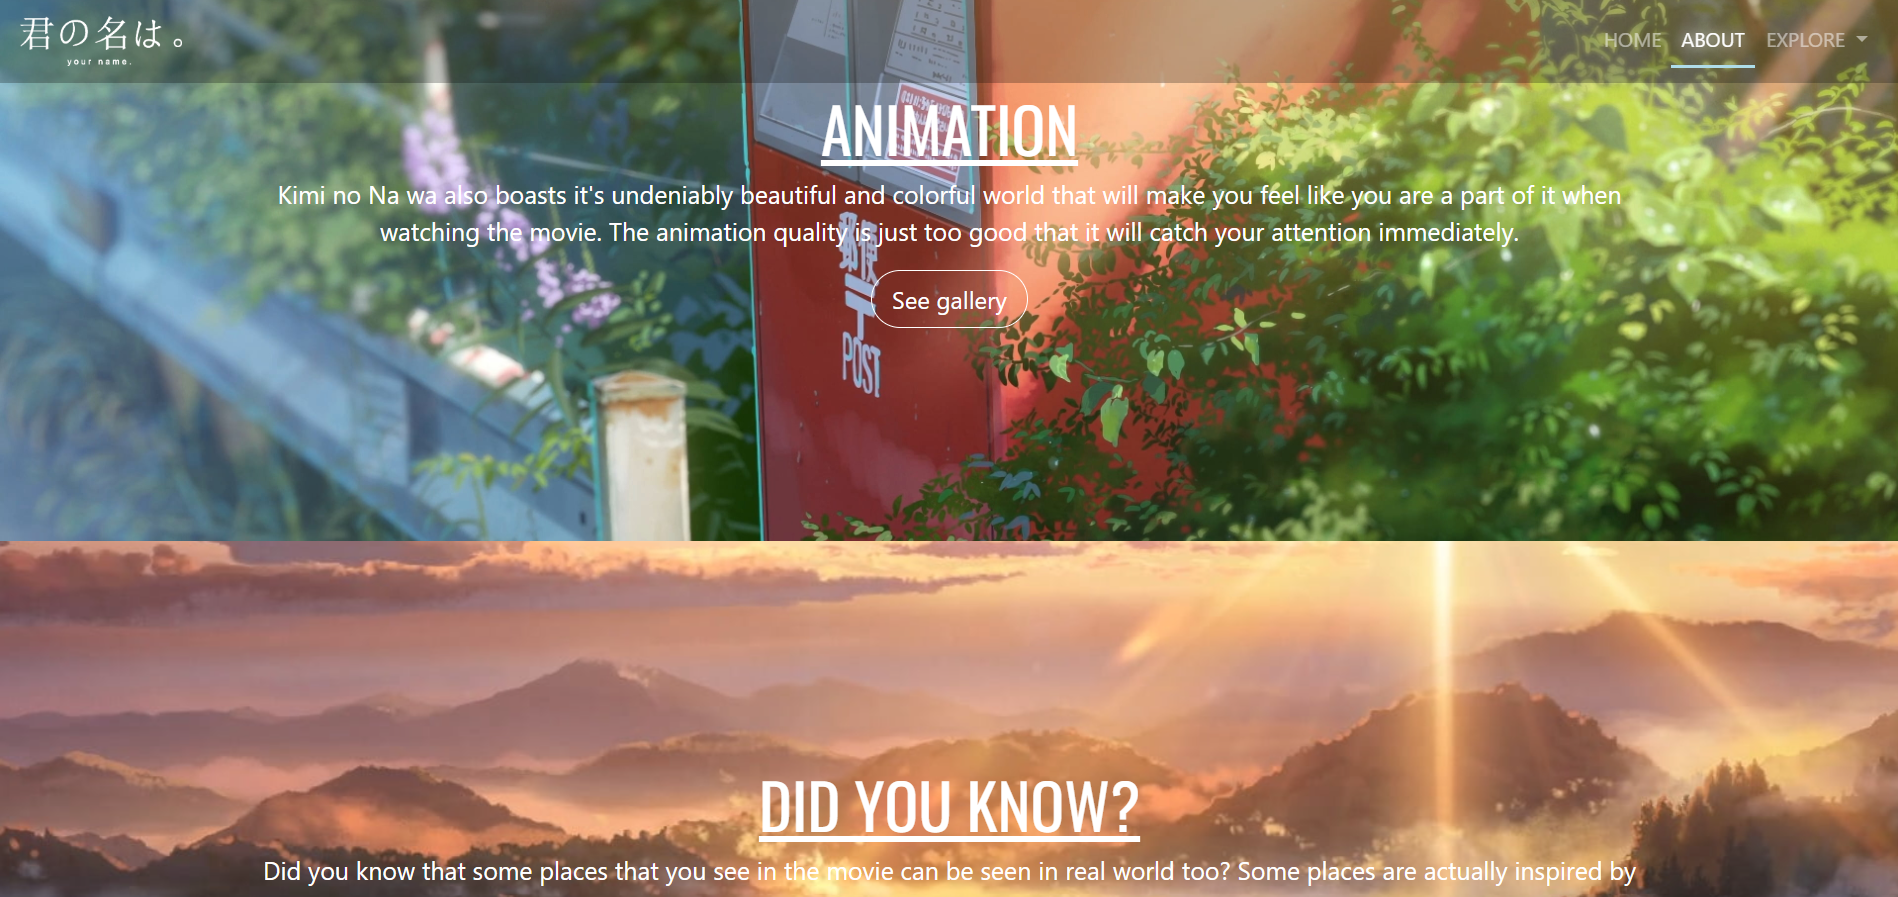 君の名は。
your name.
HOME ABOUT EXPLORE
ANIMATION
Kimi no Na wa also boasts it's undeniably beautiful and colorful world that will make you feel like you are a part of it when
watching the movie. The animation quality is just too good that it will catch your attention immediately.
See gallery
POST
DID YOU KNOW?
Did you know that some places that you see in the movie can be seen in real world too? Some places are actually inspired by